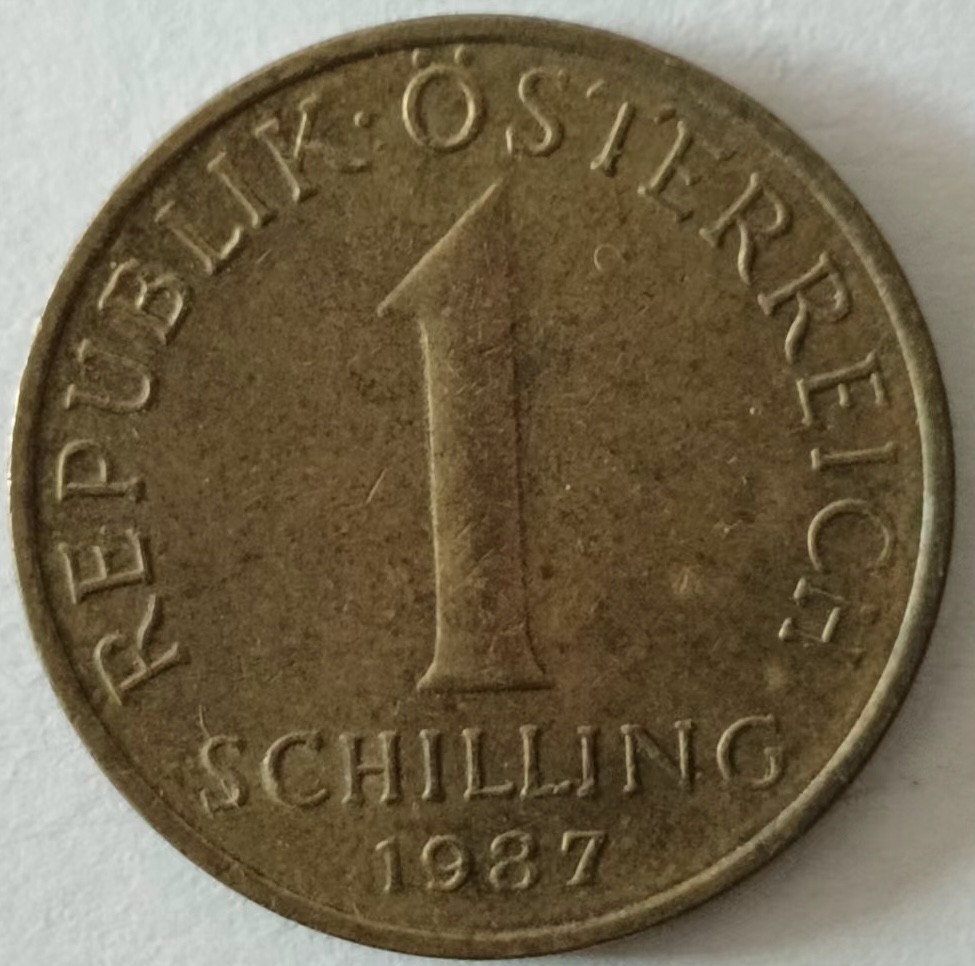 REPUBLIK·ÖSTERREICH
1
SCHILLING
1987